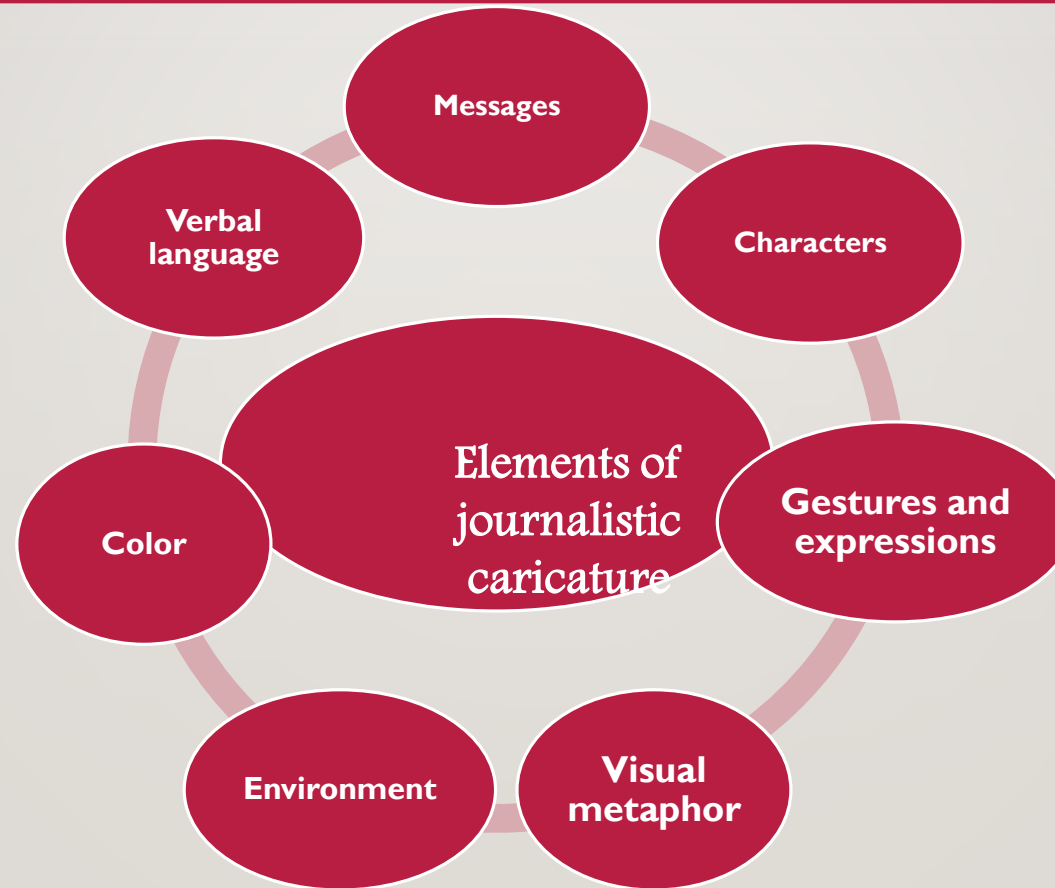 Messages
Characters
Gestures and
expressions
Visual
metaphor
Environment
Color
Verbal
language
Elements of
journalistic
caricature